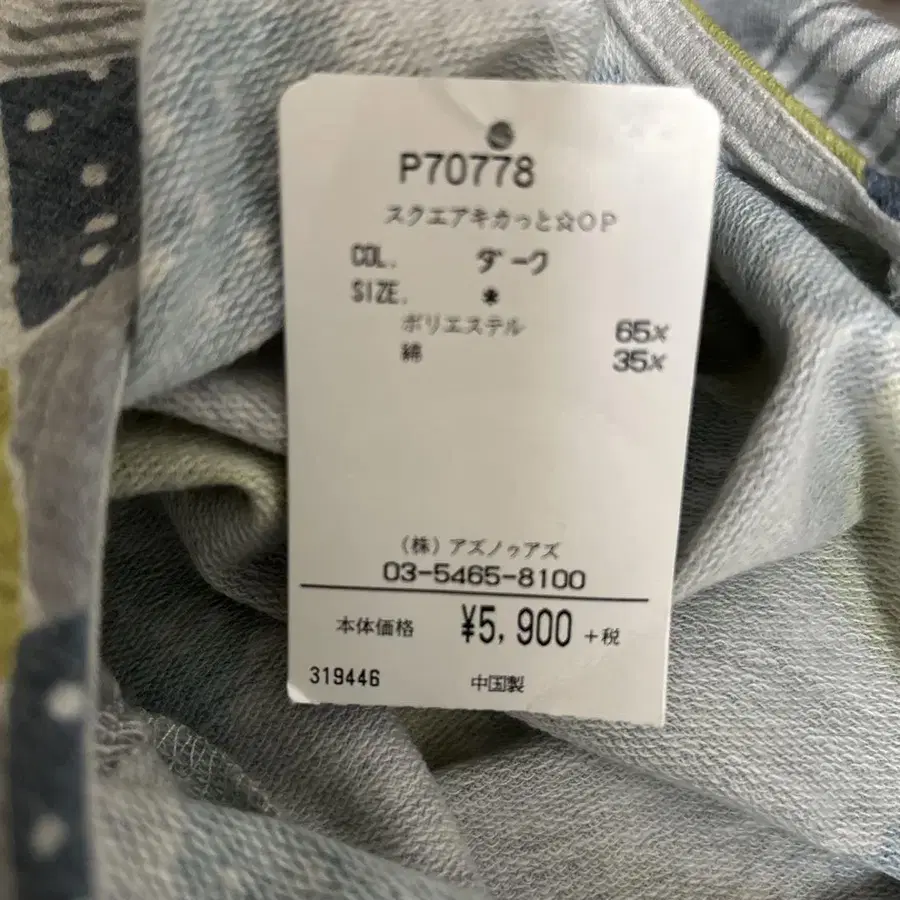 P70778
スクエアキカっと☆OP
COL. ダーク
SIZE. *
ポリエステル 65%
綿 35%
(株)アズノゥアズ
03-5465-8100
本体価格 ¥5,900 +税
319446 中国製